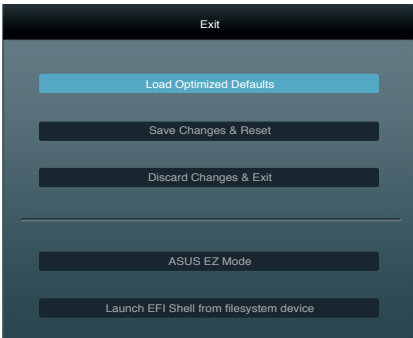 Exit
Load Optimized Defaults
Save Changes & Reset
Discard Changes & Exit
ASUS EZ Mode
Launch EFI Shell from filesystem device